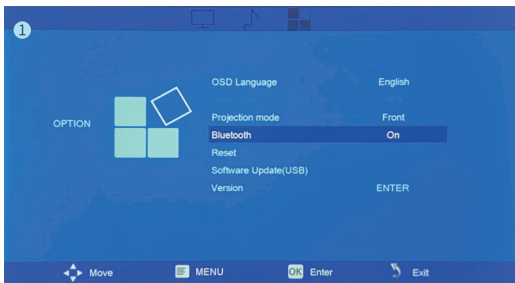 1
OSD Language English
OPTION
Projection mode Front
Bluetooth On
Reset
Software Update(USB)
Version ENTER
Move MENU OK Enter Exit